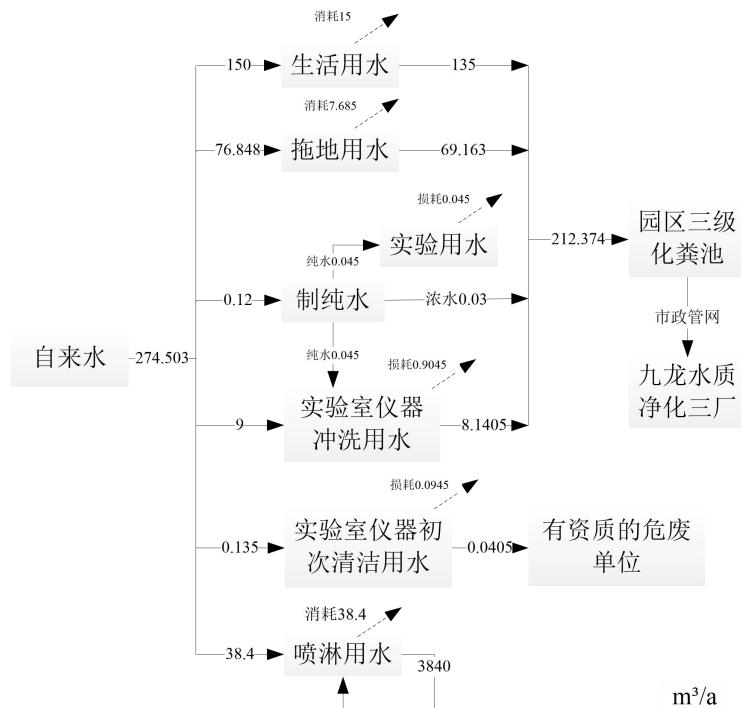 消耗15
150
生活用水
135
消耗7.685
76.848
拖地用水
69.163
损耗0.045
实验用水
纯水0.045
212.374
园区三级
化粪池
0.12
制纯水
浓水0.03
市政管网
自来水
274.503
纯水0.045
损耗0.9045
九龙水质
净化三厂
9
实验室仪器
冲洗用水
8.1405
损耗0.0945
0.135
实验室仪器初
次清洁用水
0.0405
有资质的危废
单位
消耗38.4
38.4
喷淋用水
3840
m³/a